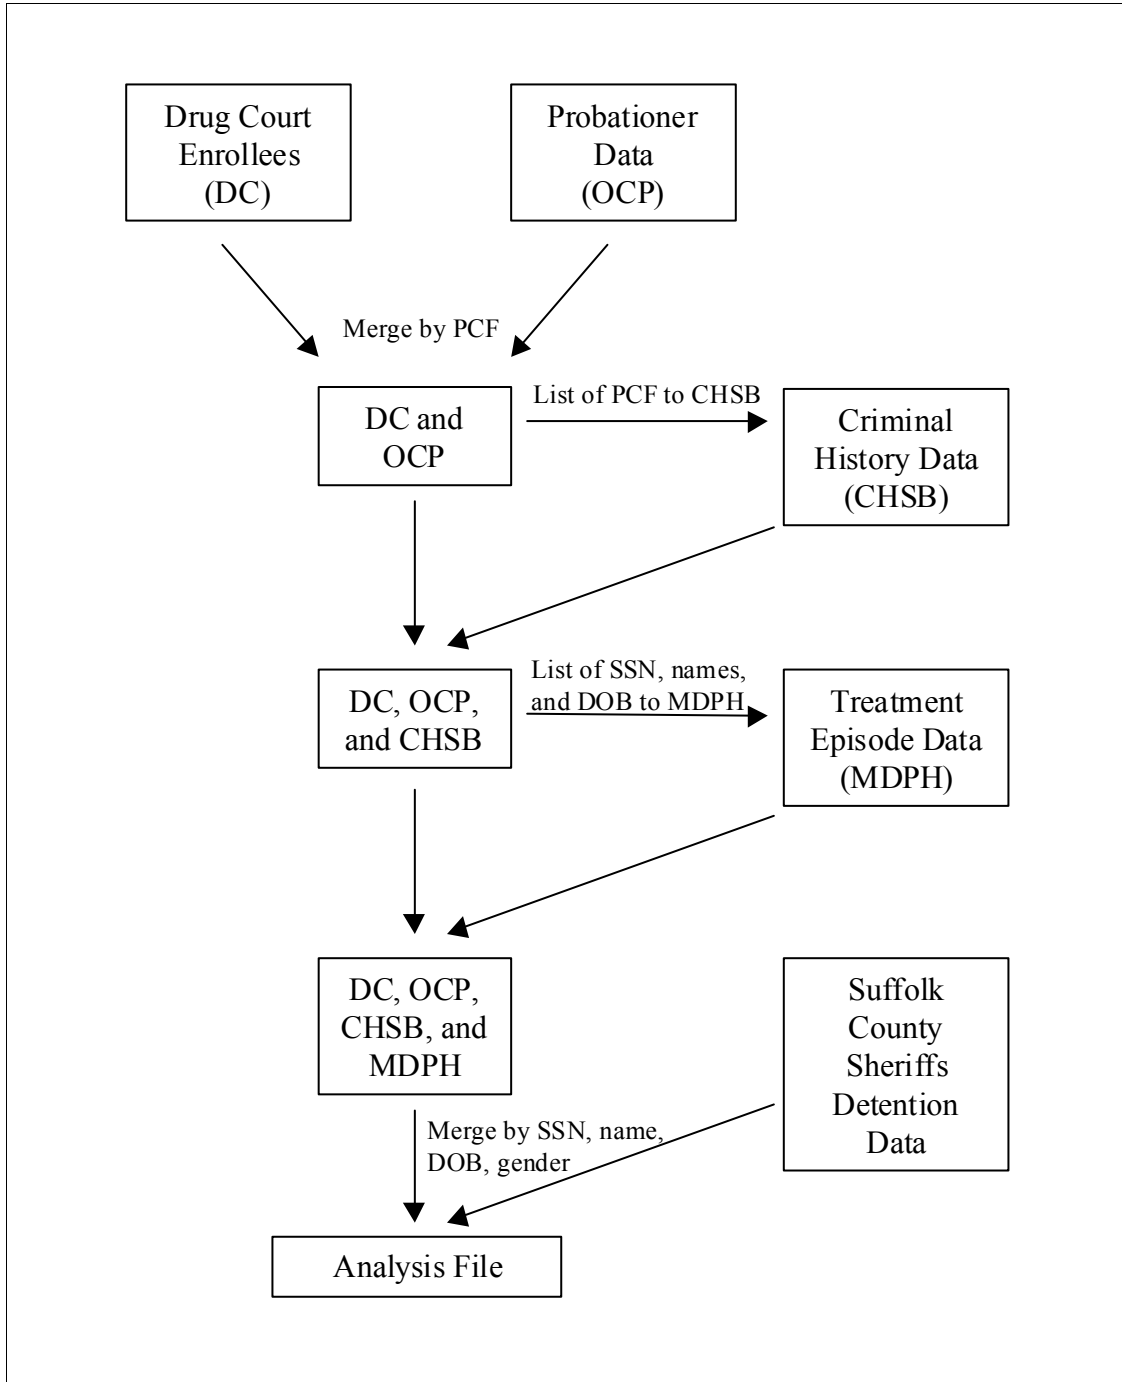 Drug Court
Enrollees
(DC)
Probationer
Data
(OCP)
Merge by PCF
DC and
OCP
List of PCF to CHSB
Criminal
History Data
(CHSB)
DC, OCP,
and CHSB
List of SSN, names,
and DOB to MDPH
Treatment
Episode Data
(MDPH)
DC, OCP,
CHSB, and
MDPH
Suffolk
County
Sheriffs
Detention
Data
Merge by SSN, name,
DOB, gender
Analysis File